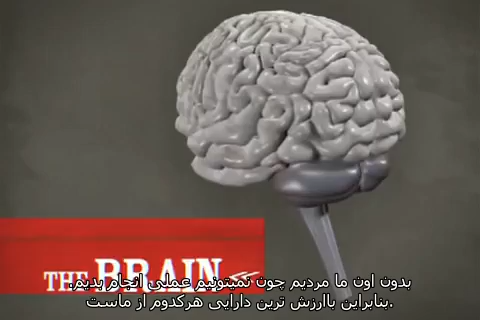 THE BRAIN
بدون اون ما مردیم چون نمیتونیم عملی انجام بدیم.
بنابراین باارزش ترین دارایی هرکدوم از ماست.